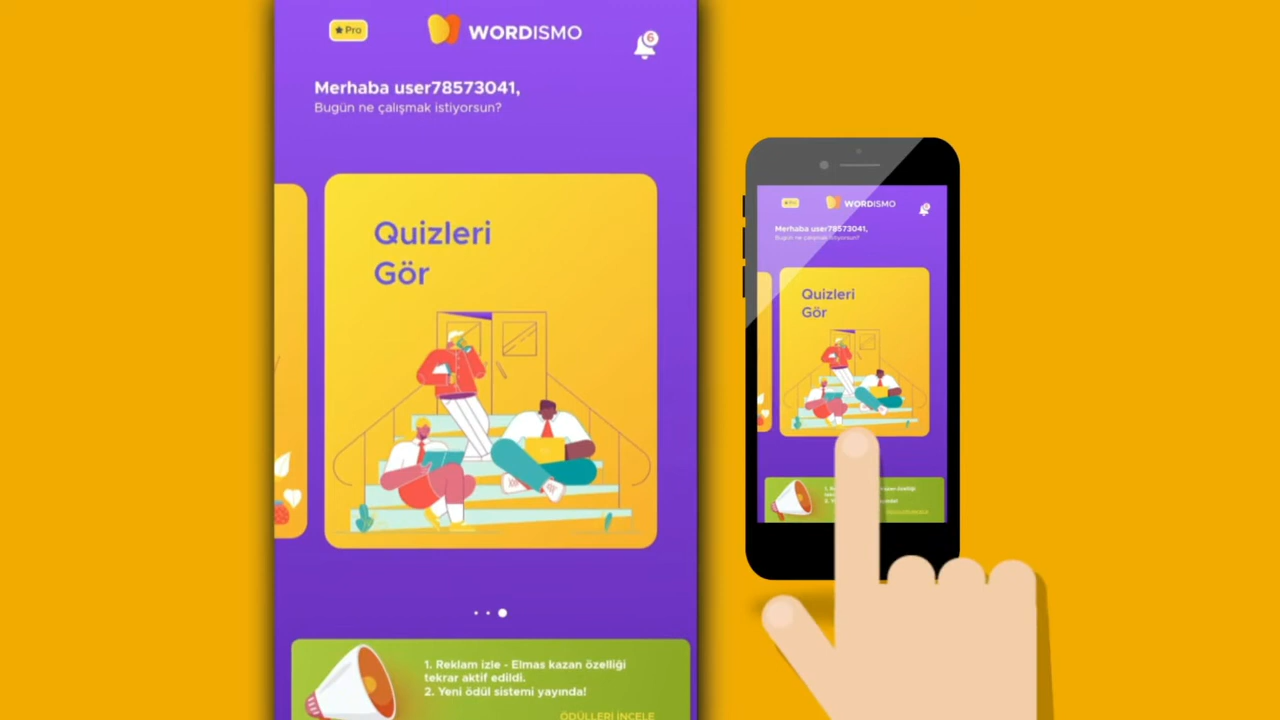 Pro
WORDISMO
6
Merhaba user78573041,
Bugün ne çalışmak istiyorsun?
Quizleri
Gör
1. Reklam izle - Elmas kazan özelliği
tekrar aktif edildi.
2. Yeni ödül sistemi yayında!
ÖDÜLLERİ İNCELE
Pro
WORDISMO
Merhaba user78573041,
Bugün ne çalışmak istiyorsun?
Quizleri
Gör